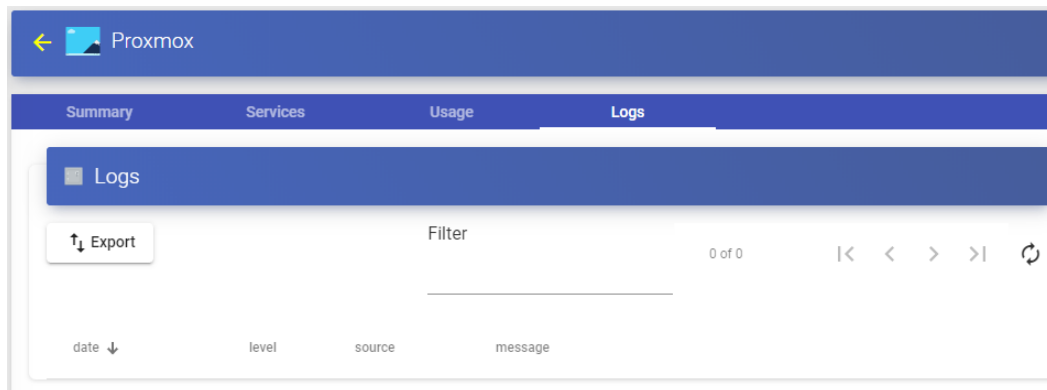 Proxmox
Summary Services Usage Logs
Logs
Export
Filter
0 of 0
date level source message